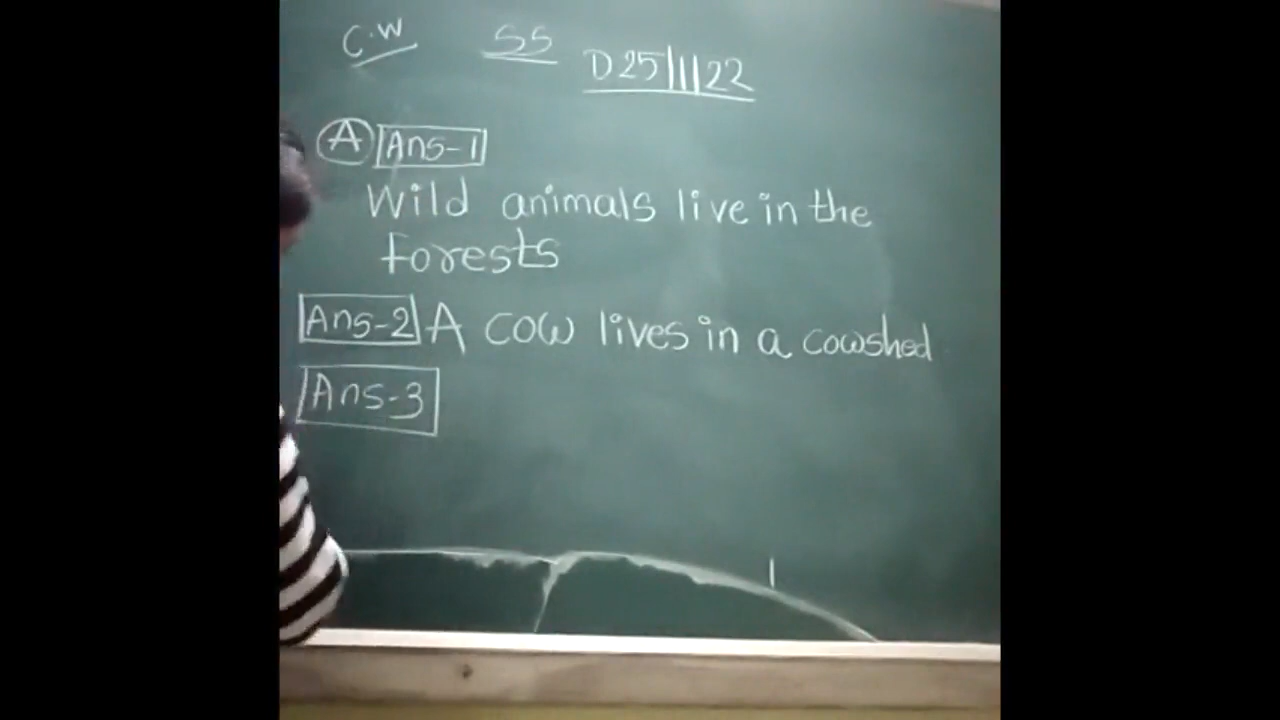 C.W SS D25|11|22
A Ans-1
Wild animals live in the
forests
Ans-2 A cow lives in a cowshed
Ans-3